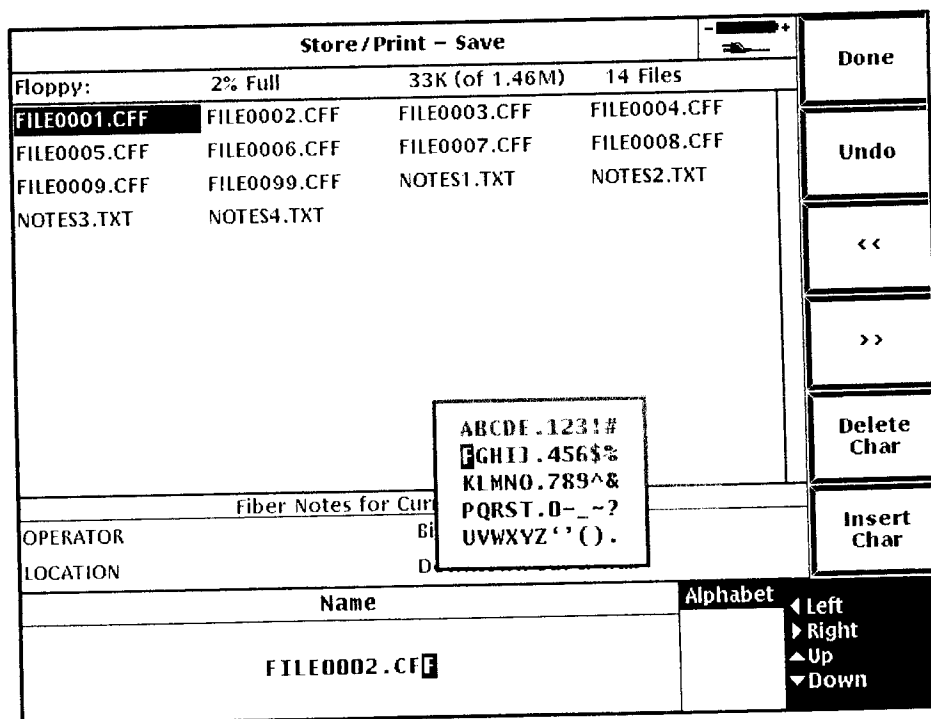 Store/Print – Save
Done
Floppy: 2% Full 33K (of 1.46M) 14 Files
FILE0001.CFF FILE0002.CFF FILE0003.CFF FILE0004.CFF
FILE0005.CFF FILE0006.CFF FILE0007.CFF FILE0008.CFF
FILE0009.CFF FILE0099.CFF NOTES1.TXT NOTES2.TXT
NOTES3.TXT NOTES4.TXT
Undo
<<
>>
Delete
Char
Insert
Char
ABCDE.123!#
FGHIJ.456$%
KLMNO.789^&
PQRST.0-_~?
UVWXYZ‘’().
Fiber Notes for
OPERATOR
LOCATION
Name
FILE0002.CFF
Alphabet
Left
Right
Up
Down